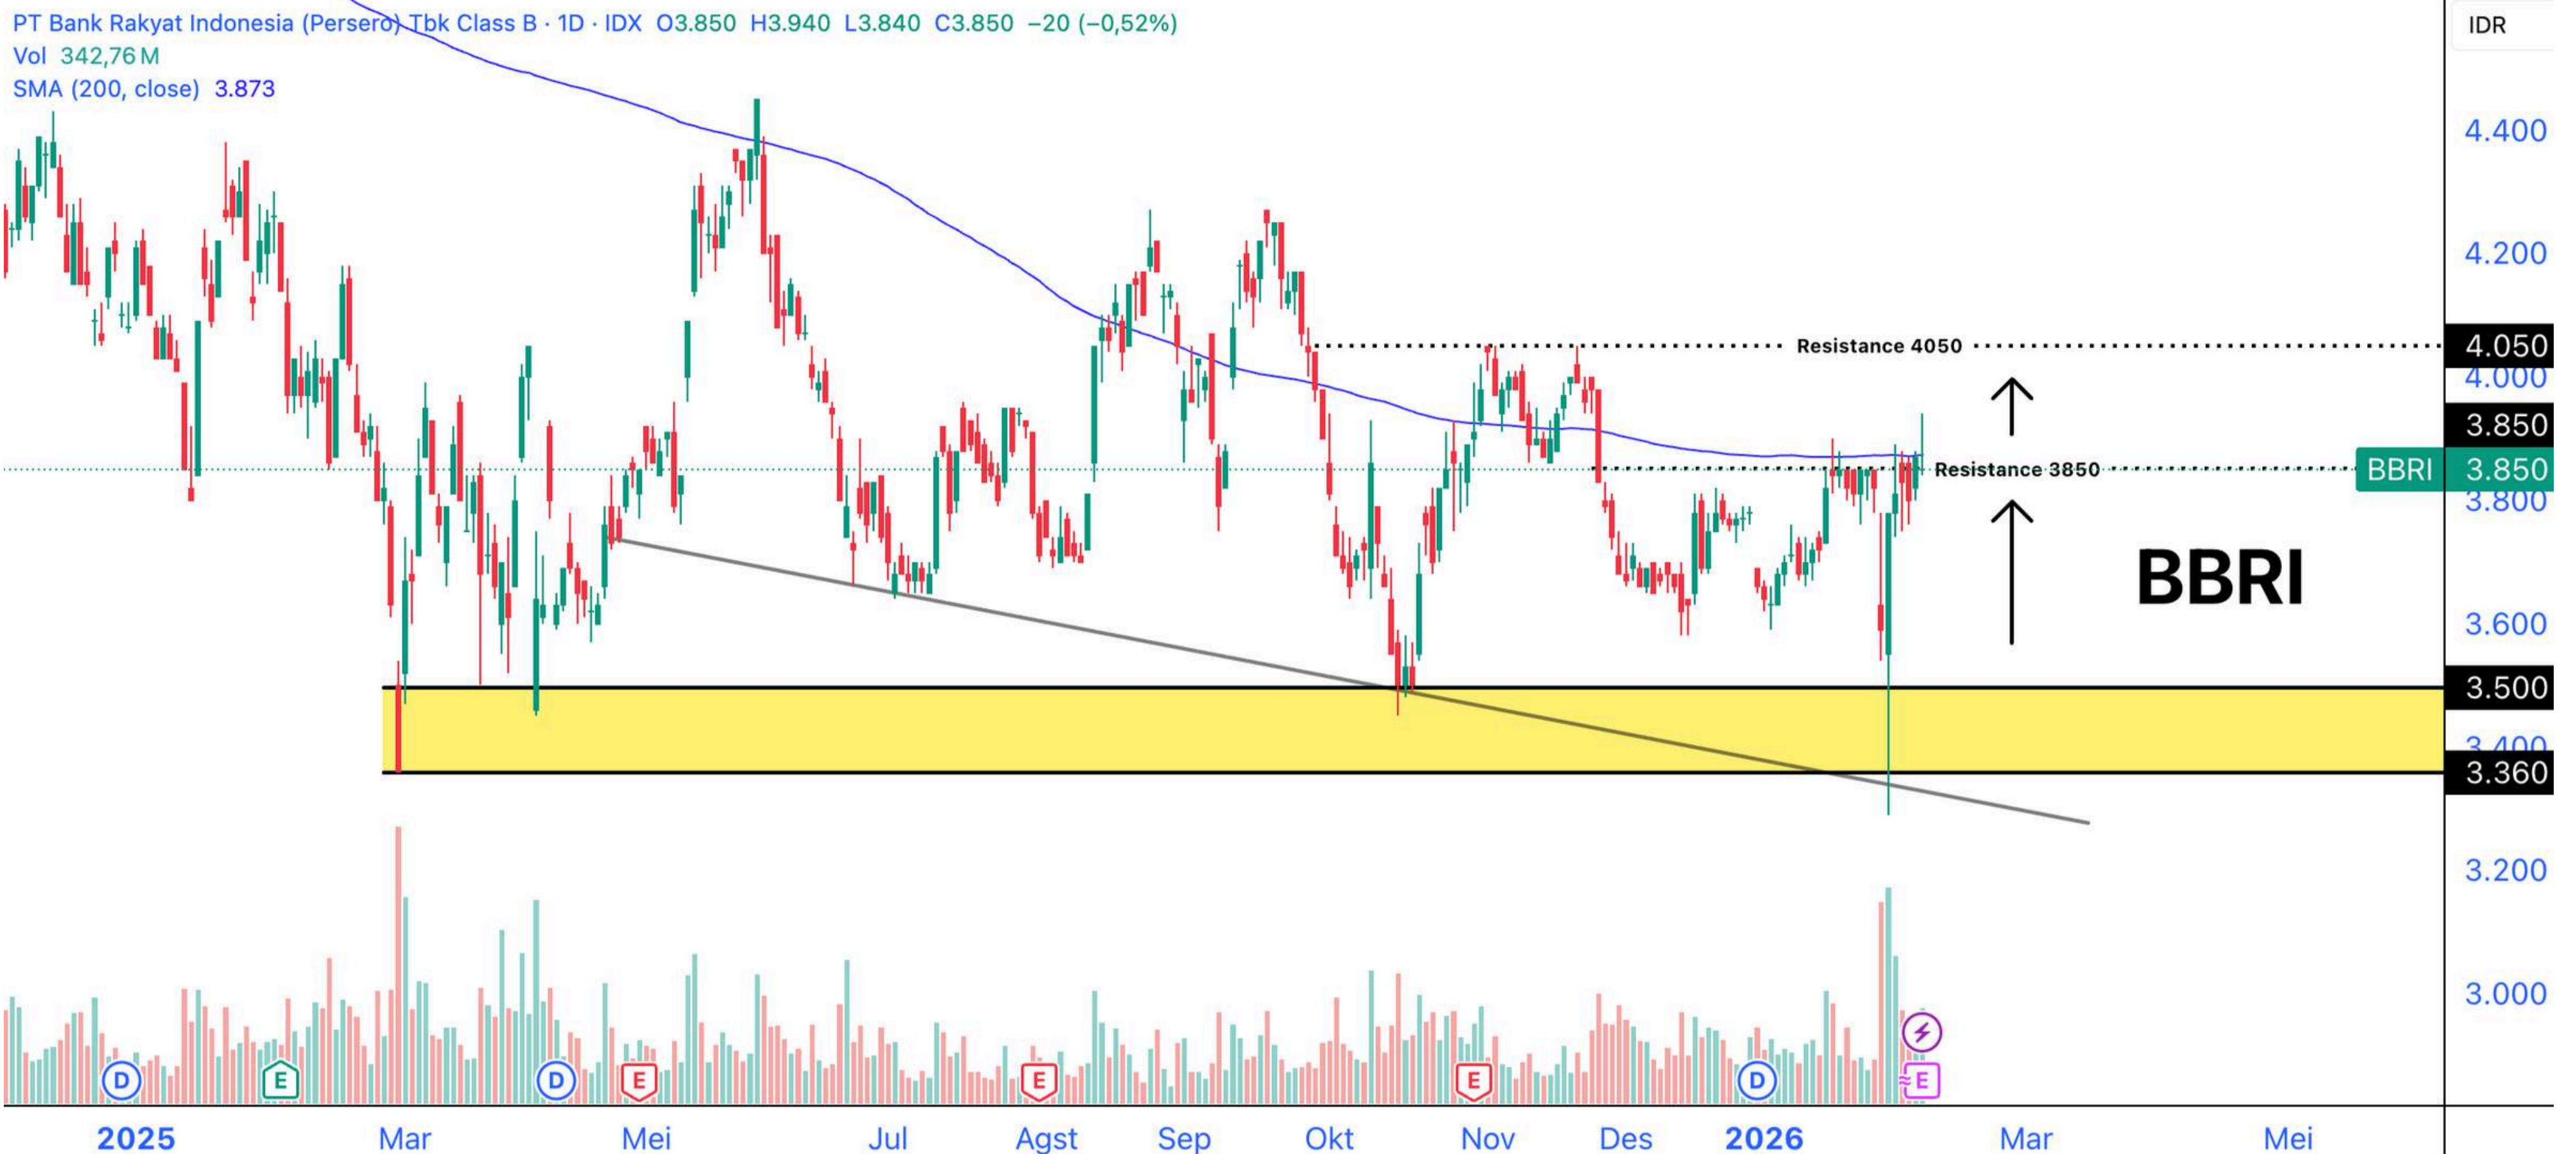 PT Bank Rakyat Indonesia (Persero) Tbk Class B · 1D · IDX O3.850 H3.940 L3.840 C3.850 −20 (−0,52%)
IDR
Vol 342,76 M
SMA (200, close) 3.873
4.400
4.200
Resistance 4050
4.050
4.000
3.850
Resistance 3850
BBRI
3.850
3.800
BBRI
3.600
3.500
3.400
3.360
3.200
3.000
D
E
D
E
E
E
D
≈E
2025
Mar
Mei
Jul
Agst
Sep
Okt
Nov
Des
2026
Mar
Mei